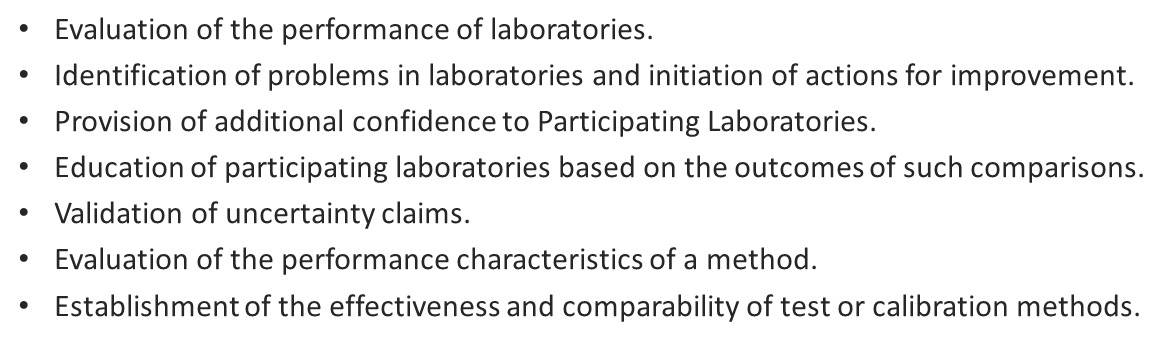 • Evaluation of the performance of laboratories.
• Identification of problems in laboratories and initiation of actions for improvement.
• Provision of additional confidence to Participating Laboratories.
• Education of participating laboratories based on the outcomes of such comparisons.
• Validation of uncertainty claims.
• Evaluation of the performance characteristics of a method.
• Establishment of the effectiveness and comparability of test or calibration methods.